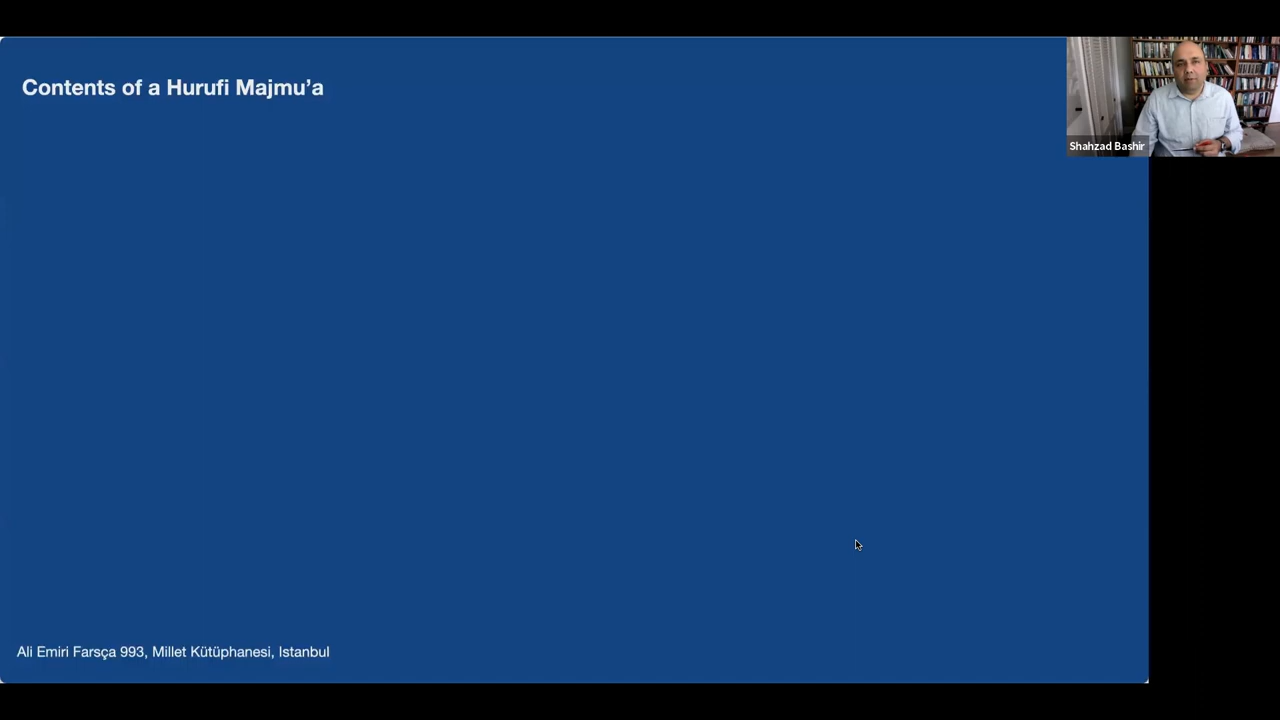 Contents of a Hurufi Majmu’a
Shahzad Bashir
Ali Emiri Farsça 993, Millet Kütüphanesi, Istanbul